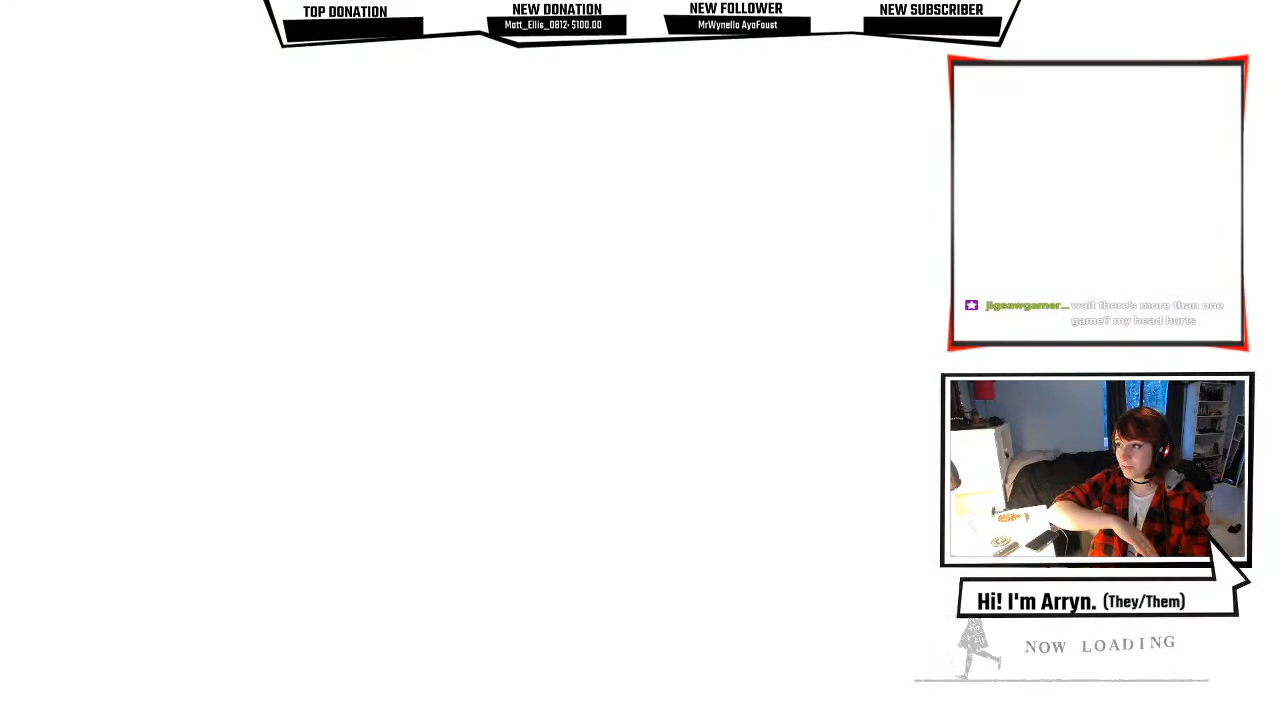 TOP DONATION
NEW DONATION
Matt_Ellis_0812· $100.00
NEW FOLLOWER
MrWynella AyoFaust
NEW SUBSCRIBER
jigsawgamer... wait there's more than one
game? my head hurts
Hi! I'm Arryn. (They/Them)
NOW LOADING